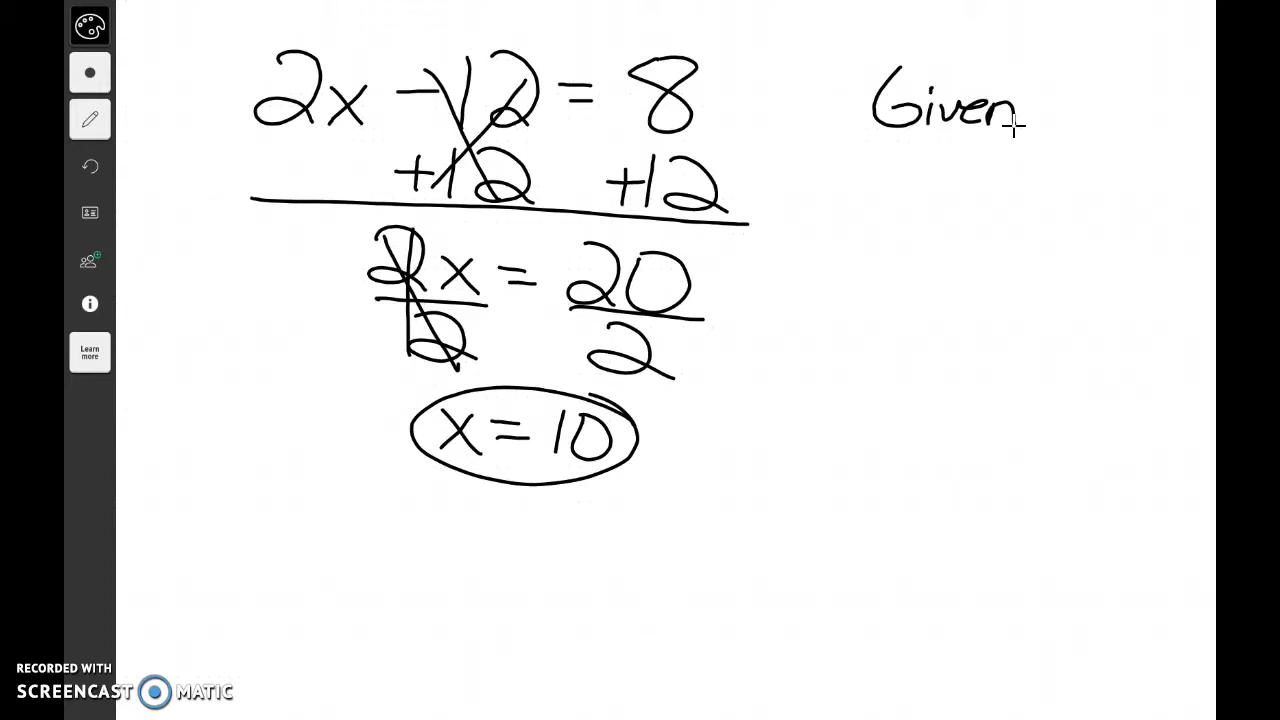 2x -12 = 8 Given
+12 +12
2x = 20
2 2
x = 10
Learn
more
RECORDED WITH
SCREENCAST MATIC